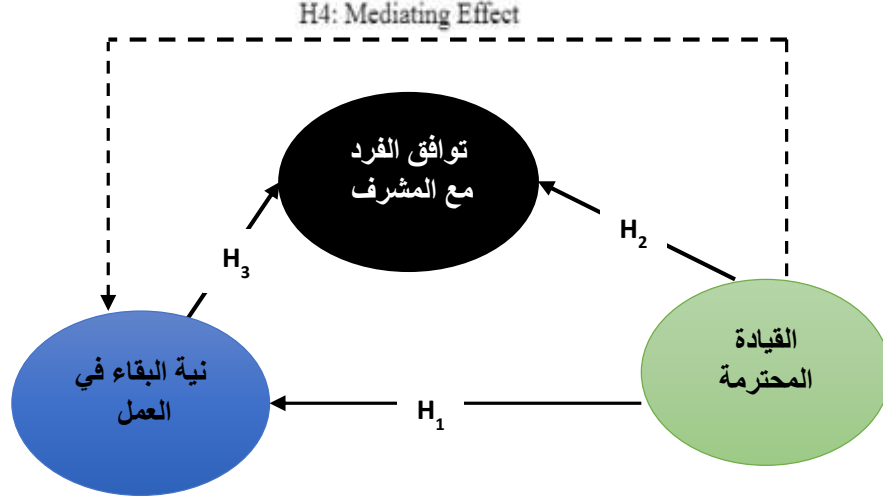 H4: Mediating Effect
توافق الفرد
مع المشرف
H2
H3
القيادة
المحترمة
نية البقاء في
العمل
H1